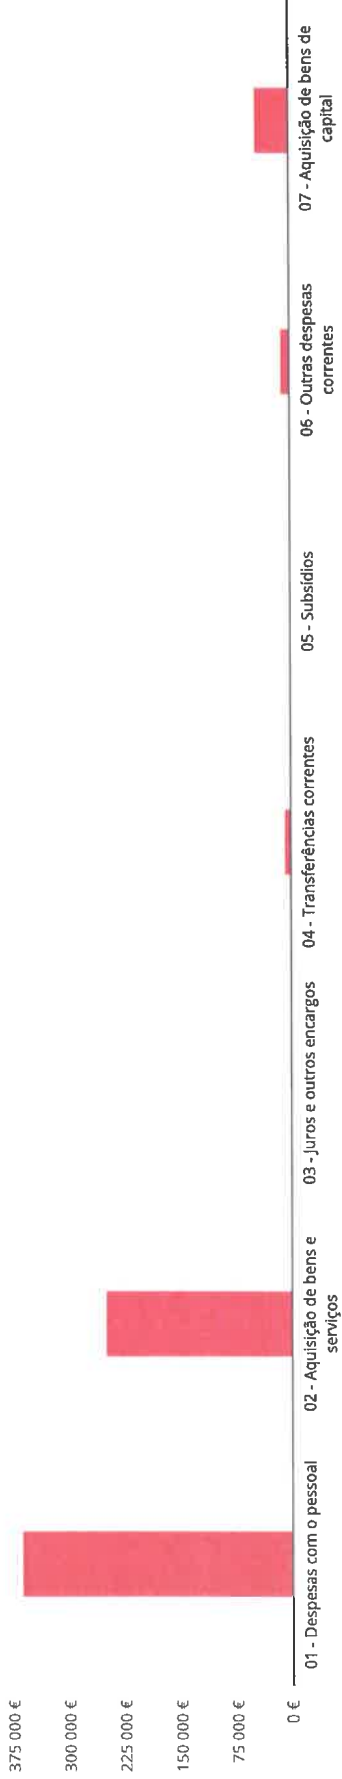 375 000 €
300 000 €
225 000 €
150 000 €
75 000 €
0 €
01 - Despesas com o pessoal
02 - Aquisição de bens e
serviços
03 - Juros e outros encargos
04 - Transferências correntes
05 - Subsídios
06 - Outras despesas
correntes
07 - Aquisição de bens de
capital